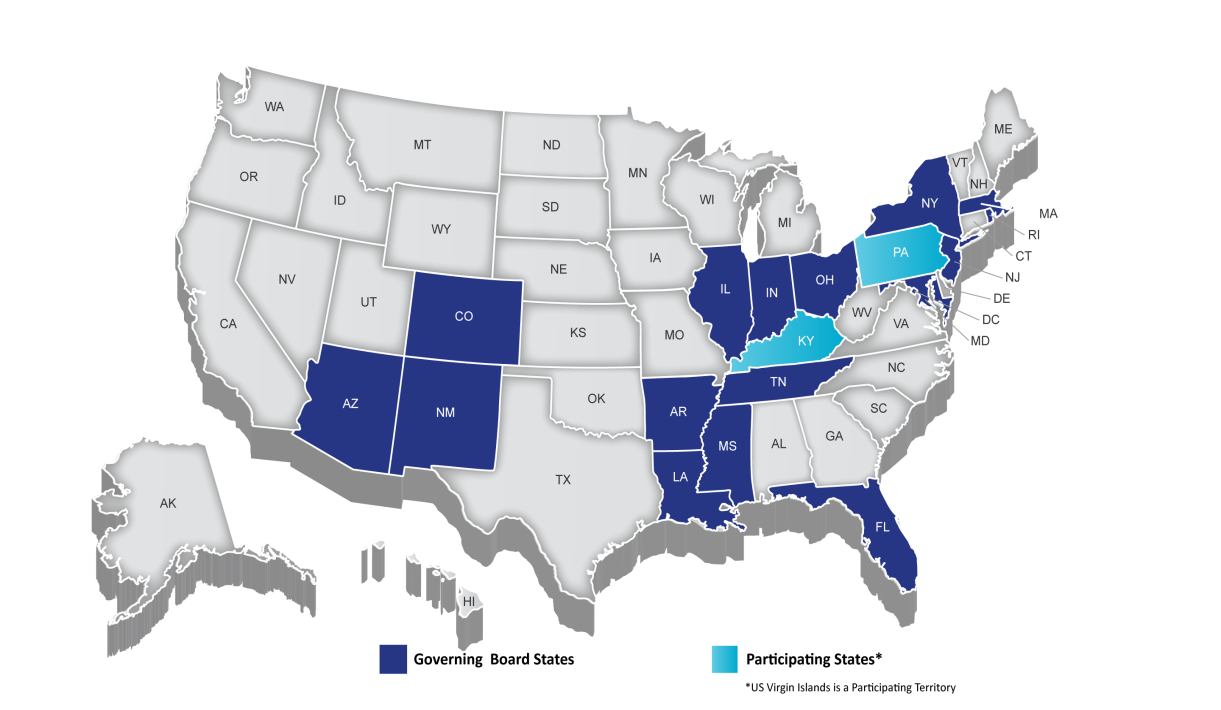 WA
MT
ND
MN
ME
VT
NH
OR
ID
SD
WI
MI
NY
MA
WY
RI
IA
PA
CT
NV
NE
NJ
UT
IL
IN
OH
DE
CO
WV
DC
CA
KS
MO
VA
KY
MD
NC
TN
AZ
NM
OK
AR
SC
MS
AL
GA
TX
LA
AK
FL
HI
Governing Board States
Participating States*
*US Virgin Islands is a Participating Territory